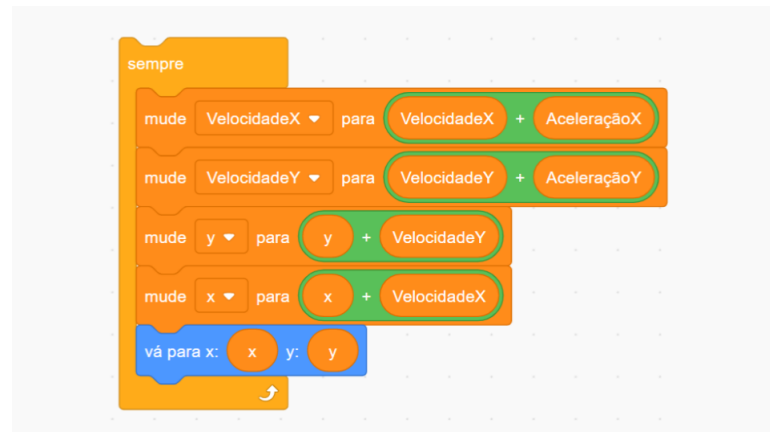 sempre
mude VelocidadeX para VelocidadeX + AceleraçãoX
mude VelocidadeY para VelocidadeY + AceleraçãoY
mude y para y + VelocidadeY
mude x para x + VelocidadeX
vá para x: x y: y